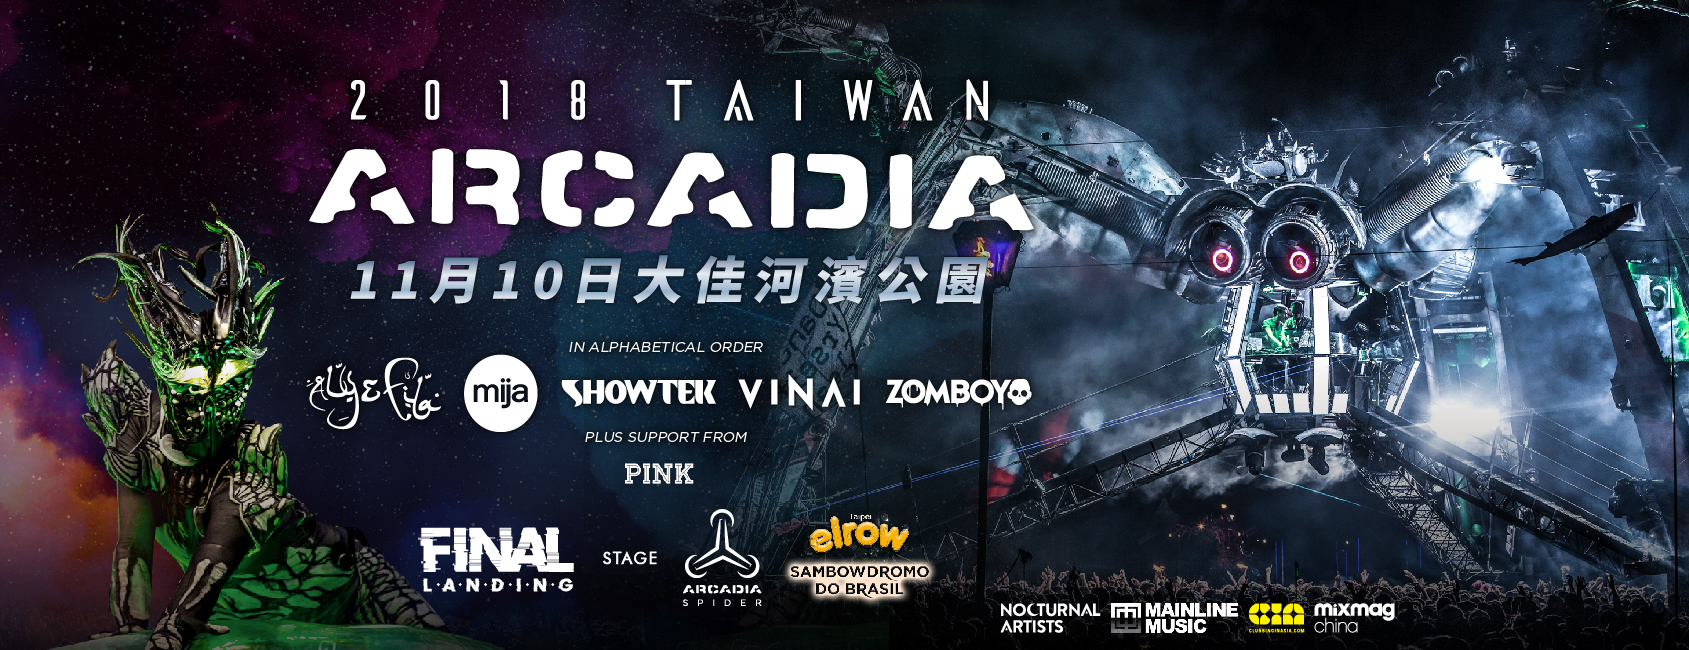 2018 TAIWAN
ARCADIA
11月10日大佳河濱公園
IN ALPHABETICAL ORDER
aly & fila mija SHOWTEK VINAI ZOMBOY
PLUS SUPPORT FROM
PINK
FINAL LANDING
STAGE
ARCADIA SPIDER
Taipei
elrow
SAMBOWDROMO
DO BRASIL
NOCTURNAL
ARTISTS
MAINLINE
MUSIC
CIA
CLUBBINGINASIA.COM
mixmag
china